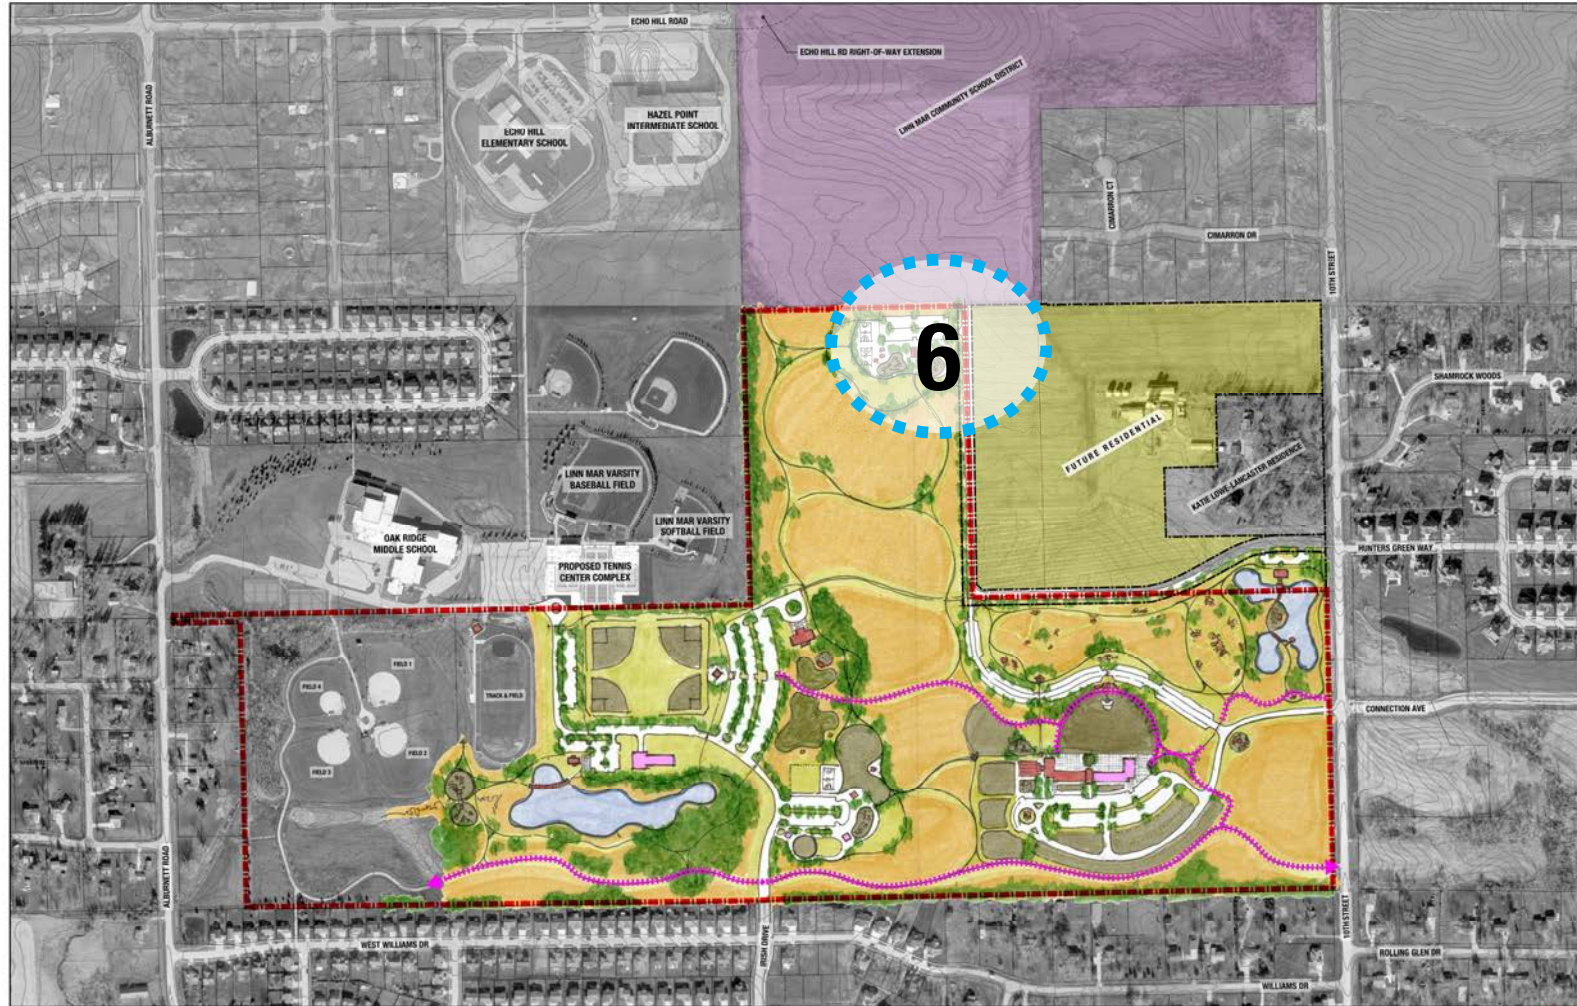 ECHO HILL ROAD
ECHO HILL RD RIGHT-OF-WAY EXTENSION
LINN MAR COMMUNITY SCHOOL DISTRICT
ALBURNETT ROAD
HAZEL POINT
INTERMEDIATE SCHOOL
ECHO HILL
ELEMENTARY SCHOOL
CIMARRON CT
CIMARRON DR
10TH STREET
6
SHAMROCK WOODS
FUTURE RESIDENTIAL
KATIE LOWE-LANCASTER RESIDENCE
LINN MAR VARSITY
BASEBALL FIELD
LINN MAR VARSITY
SOFTBALL FIELD
OAK RIDGE
MIDDLE SCHOOL
HUNTERS GREEN WAY
PROPOSED TENNIS
CENTER COMPLEX
FIELD 1
FIELD 4
TRACK & FIELD
CONNECTION AVE
FIELD 2
FIELD 3
ALBURNETT ROAD
10TH STREET
WEST WILLIAMS DR
IRISH DRIVE
ROLLING GLEN DR
WILLIAMS DR